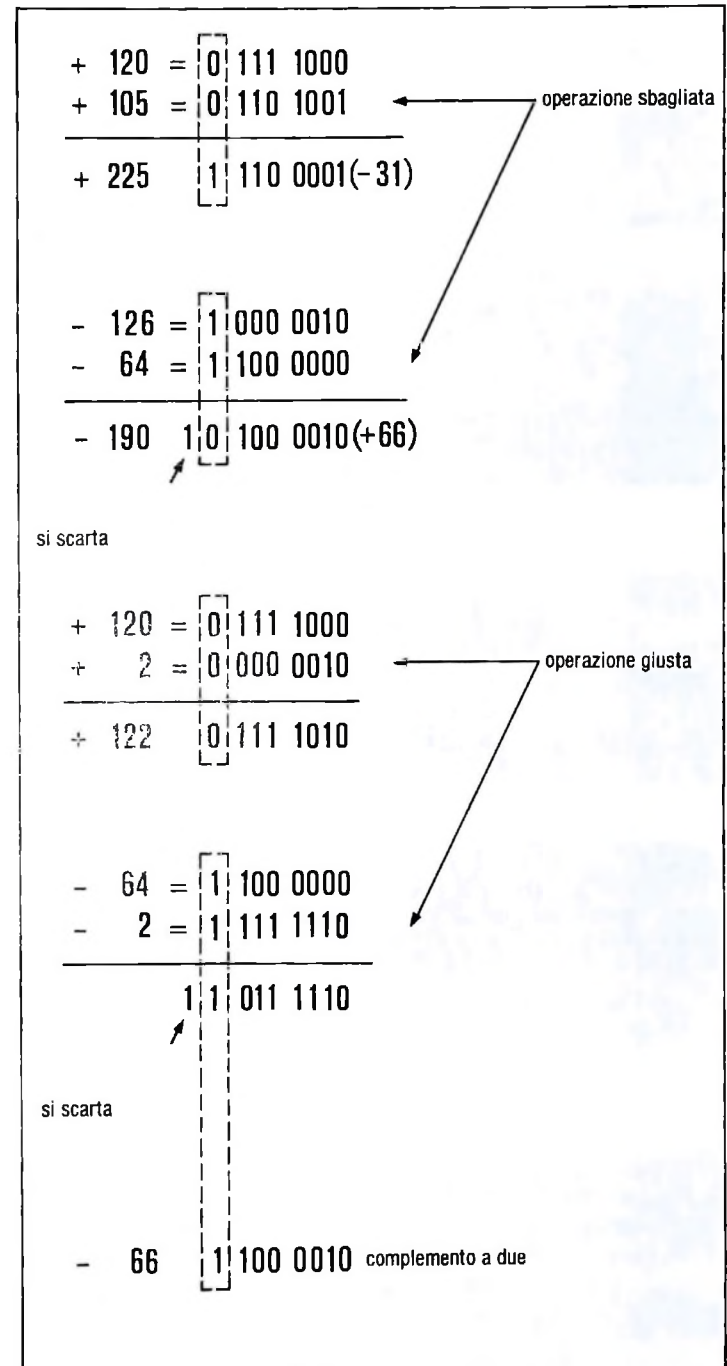 + 120 = 0 111 1000
+ 105 = 0 110 1001
operazione sbagliata
+ 225 1 110 0001(-31)
- 126 = 1 000 0010
- 64 = 1 100 0000
- 190 1 0 100 0010(+66)
si scarta
+ 120 = 0 111 1000
+ 2 = 0 000 0010
operazione giusta
+ 122 0 111 1010
- 64 = 1 100 0000
- 2 = 1 111 1110
1 1 011 1110
si scarta
- 66 1 100 0010 complemento a due